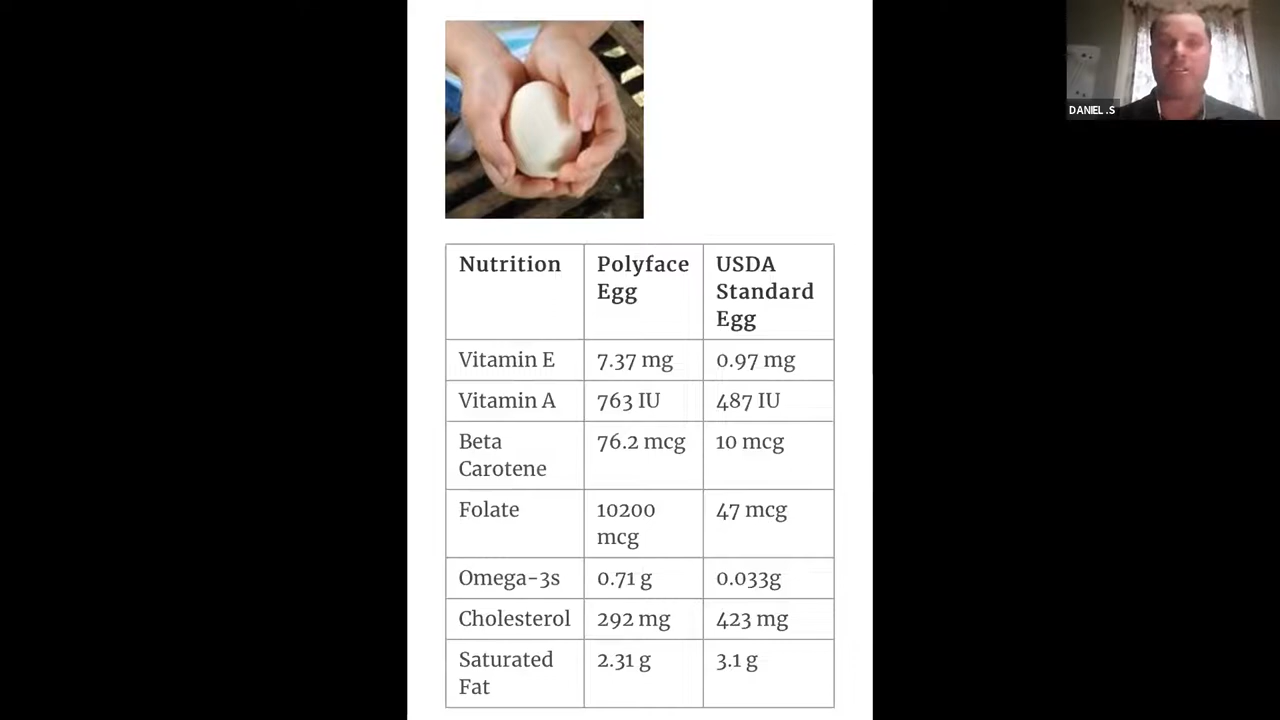 DANIEL .S
Nutrition
Polyface
Egg
USDA
Standard
Egg
Vitamin E
7.37 mg
0.97 mg
Vitamin A
763 IU
487 IU
Beta
Carotene
76.2 mcg
10 mcg
Folate
10200
mcg
47 mcg
Omega-3s
0.71 g
0.033g
Cholesterol
292 mg
423 mg
Saturated
Fat
2.31 g
3.1 g